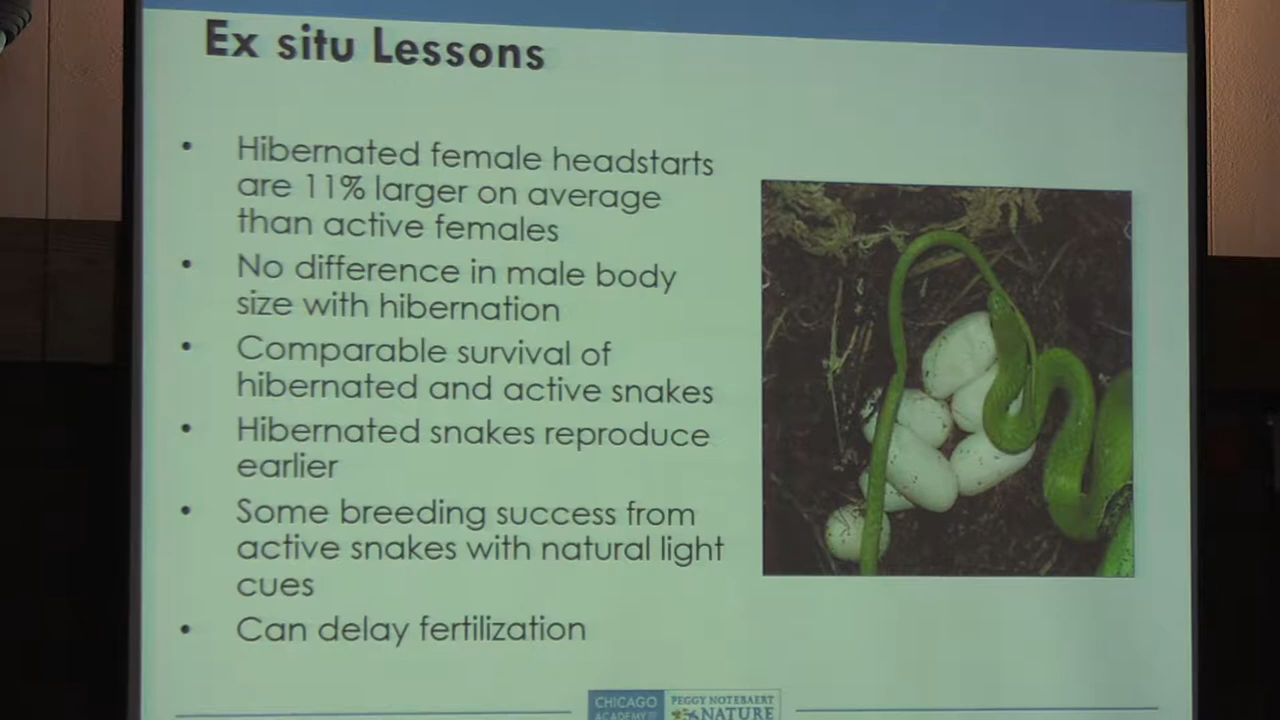 Ex situ Lessons
• Hibernated female headstarts
are 11% larger on average
than active females
• No difference in male body
size with hibernation
• Comparable survival of
hibernated and active snakes
• Hibernated snakes reproduce
earlier
• Some breeding success from
active snakes with natural light
cues
• Can delay fertilization
CHICAGO
ACADEMY
PEGGY NOTEBAERT
NATURE